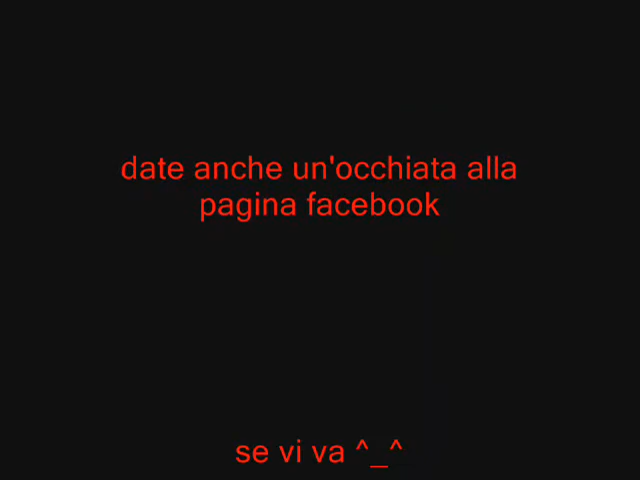 date anche un'occhiata alla
pagina facebook
se vi va ^_^